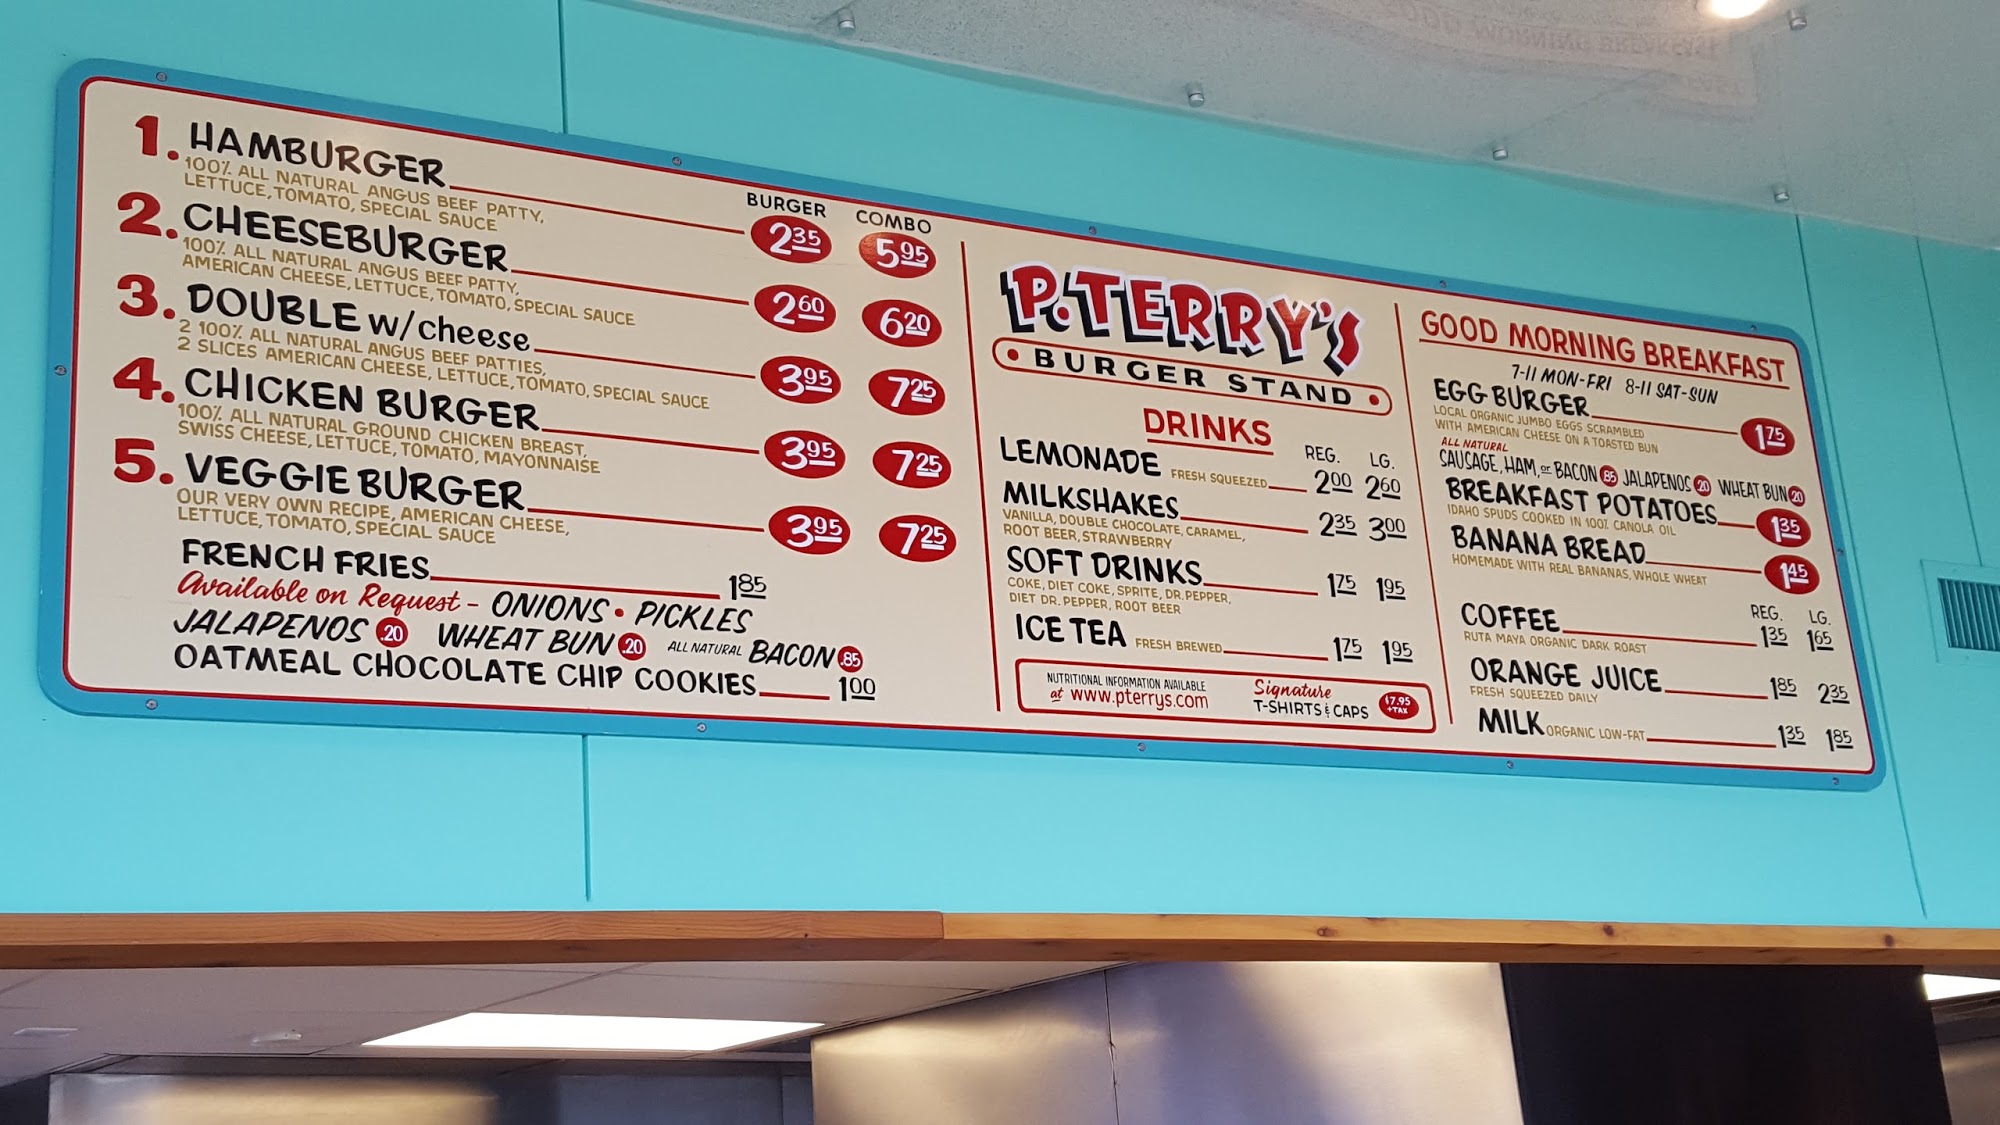 BURGER COMBO
1. HAMBURGER 2.35 5.95
100% ALL NATURAL ANGUS BEEF PATTY,
LETTUCE, TOMATO, SPECIAL SAUCE
2. CHEESEBURGER 2.60 6.20
100% ALL NATURAL ANGUS BEEF PATTY,
AMERICAN CHEESE, LETTUCE, TOMATO, SPECIAL SAUCE
3. DOUBLE w/cheese 3.95 7.25
2 100% ALL NATURAL ANGUS BEEF PATTIES,
2 SLICES AMERICAN CHEESE, LETTUCE, TOMATO, SPECIAL SAUCE
4. CHICKEN BURGER 3.95 7.25
100% ALL NATURAL GROUND CHICKEN BREAST,
SWISS CHEESE, LETTUCE, TOMATO, MAYONNAISE
5. VEGGIE BURGER 3.95 7.25
OUR VERY OWN RECIPE, AMERICAN CHEESE,
LETTUCE, TOMATO, SPECIAL SAUCE
FRENCH FRIES 1.85
Available on Request - ONIONS • PICKLES
JALAPENOS .20 WHEAT BUN .20 ALL NATURAL BACON .85
OATMEAL CHOCOLATE CHIP COOKIES 1.00
P.TERRY'S
• BURGER STAND •
DRINKS
REG. LG.
LEMONADE FRESH SQUEEZED 2.00 2.60
MILKSHAKES 2.35 3.00
VANILLA, DOUBLE CHOCOLATE, CARAMEL,
ROOT BEER, STRAWBERRY
SOFT DRINKS 1.75 1.95
COKE, DIET COKE, SPRITE, DR. PEPPER,
DIET DR. PEPPER, ROOT BEER
ICE TEA FRESH BREWED 1.75 1.95
NUTRITIONAL INFORMATION AVAILABLE
at www.pterrys.com
Signature
T-SHIRTS & CAPS
$7.95
+TAX
GOOD MORNING BREAKFAST
7-11 MON-FRI 8-11 SAT-SUN
EGG BURGER 1.75
LOCAL ORGANIC JUMBO EGGS SCRAMBLED
WITH AMERICAN CHEESE ON A TOASTED BUN
ALL NATURAL
SAUSAGE, HAM, or BACON .85 JALAPENOS .20 WHEAT BUN .20
BREAKFAST POTATOES 1.35
IDAHO SPUDS COOKED IN 100% CANOLA OIL
BANANA BREAD 1.45
HOMEMADE WITH REAL BANANAS, WHOLE WHEAT
REG. LG.
COFFEE 1.35 1.65
RUTA MAYA ORGANIC DARK ROAST
ORANGE JUICE 1.85 2.35
FRESH SQUEEZED DAILY
MILK ORGANIC LOW-FAT 1.35 1.85